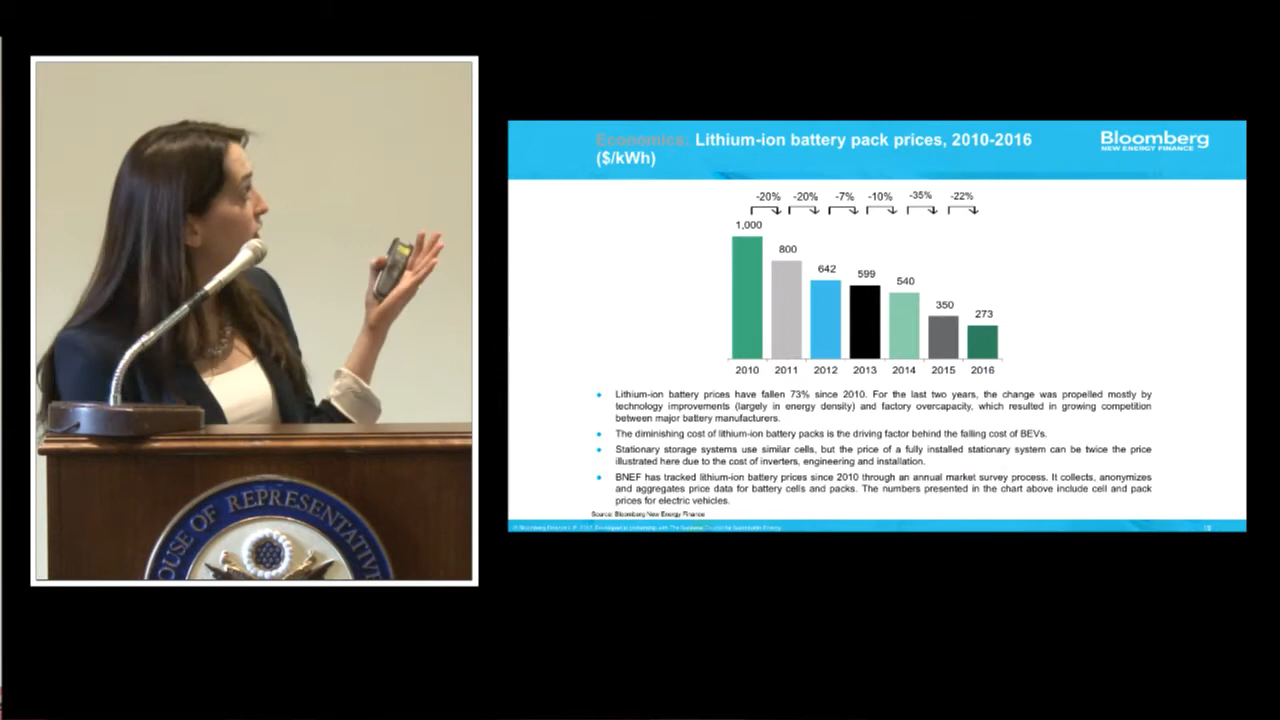 Economics: Lithium-ion battery pack prices, 2010-2016
($/kWh)
Bloomberg
NEW ENERGY FINANCE
-20% -20% -7% -10% -35% -22%
1,000
800
642
599
540
350
273
2010 2011 2012 2013 2014 2015 2016
Lithium-ion battery prices have fallen 73% since 2010. For the last two years, the change was propelled mostly by
technology improvements (largely in energy density) and factory overcapacity, which resulted in growing competition
between major battery manufacturers.
The diminishing cost of lithium-ion battery packs is the driving factor behind the falling cost of BEVs.
Stationary storage systems use similar cells, but the price of a fully installed stationary system can be twice the price
illustrated here due to the cost of inverters, engineering and installation.
BNEF has tracked lithium-ion battery prices since 2010 through an annual market survey process. It collects, anonymizes
and aggregates price data for battery cells and packs. The numbers presented in the chart above include cell and pack
prices for electric vehicles.
Source: Bloomberg New Energy Finance
OUSE OF REPRESENTATIVE